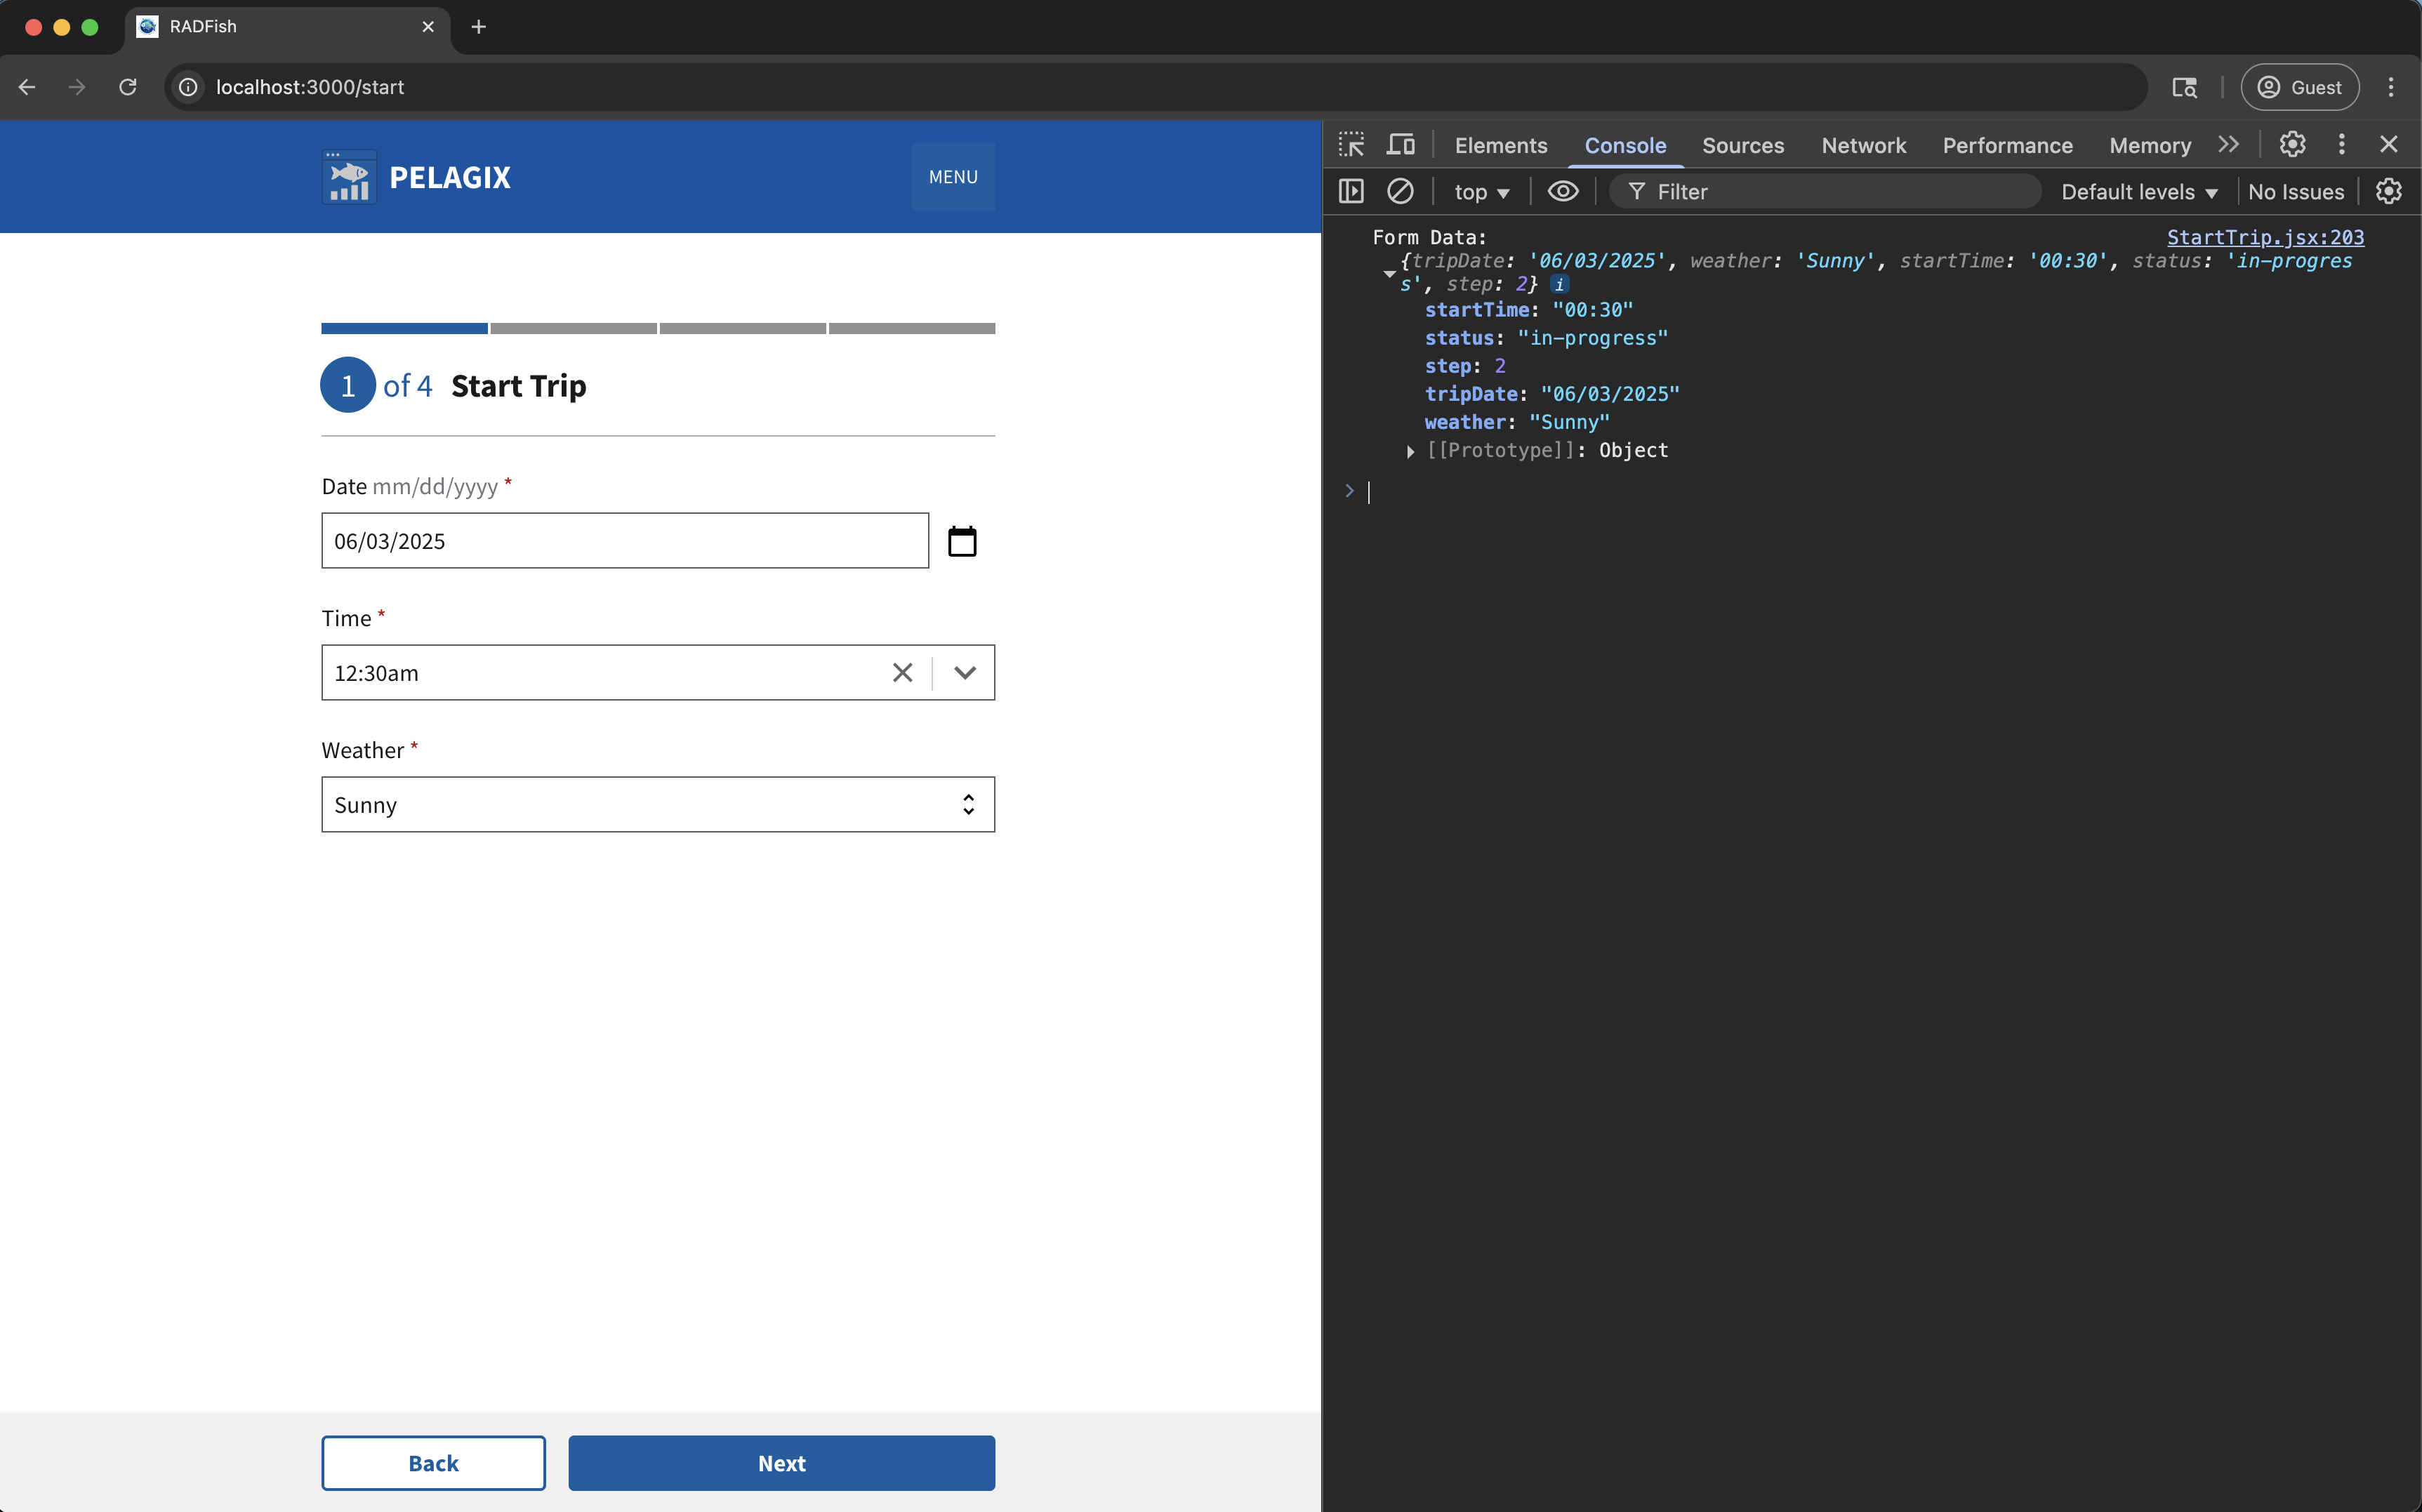 RADFish
localhost:3000/start
Guest
PELAGIX
MENU
1 of 4 Start Trip
Date mm/dd/yyyy *
06/03/2025
Time *
12:30am
Weather *
Sunny
Back
Next
Elements Console Sources Network Performance Memory
top Filter Default levels No Issues
Form Data: StartTrip.jsx:203
{tripDate: '06/03/2025', weather: 'Sunny', startTime: '00:30', status: 'in-progres
s', step: 2} i
startTime: "00:30"
status: "in-progress"
step: 2
tripDate: "06/03/2025"
weather: "Sunny"
[[Prototype]]: Object